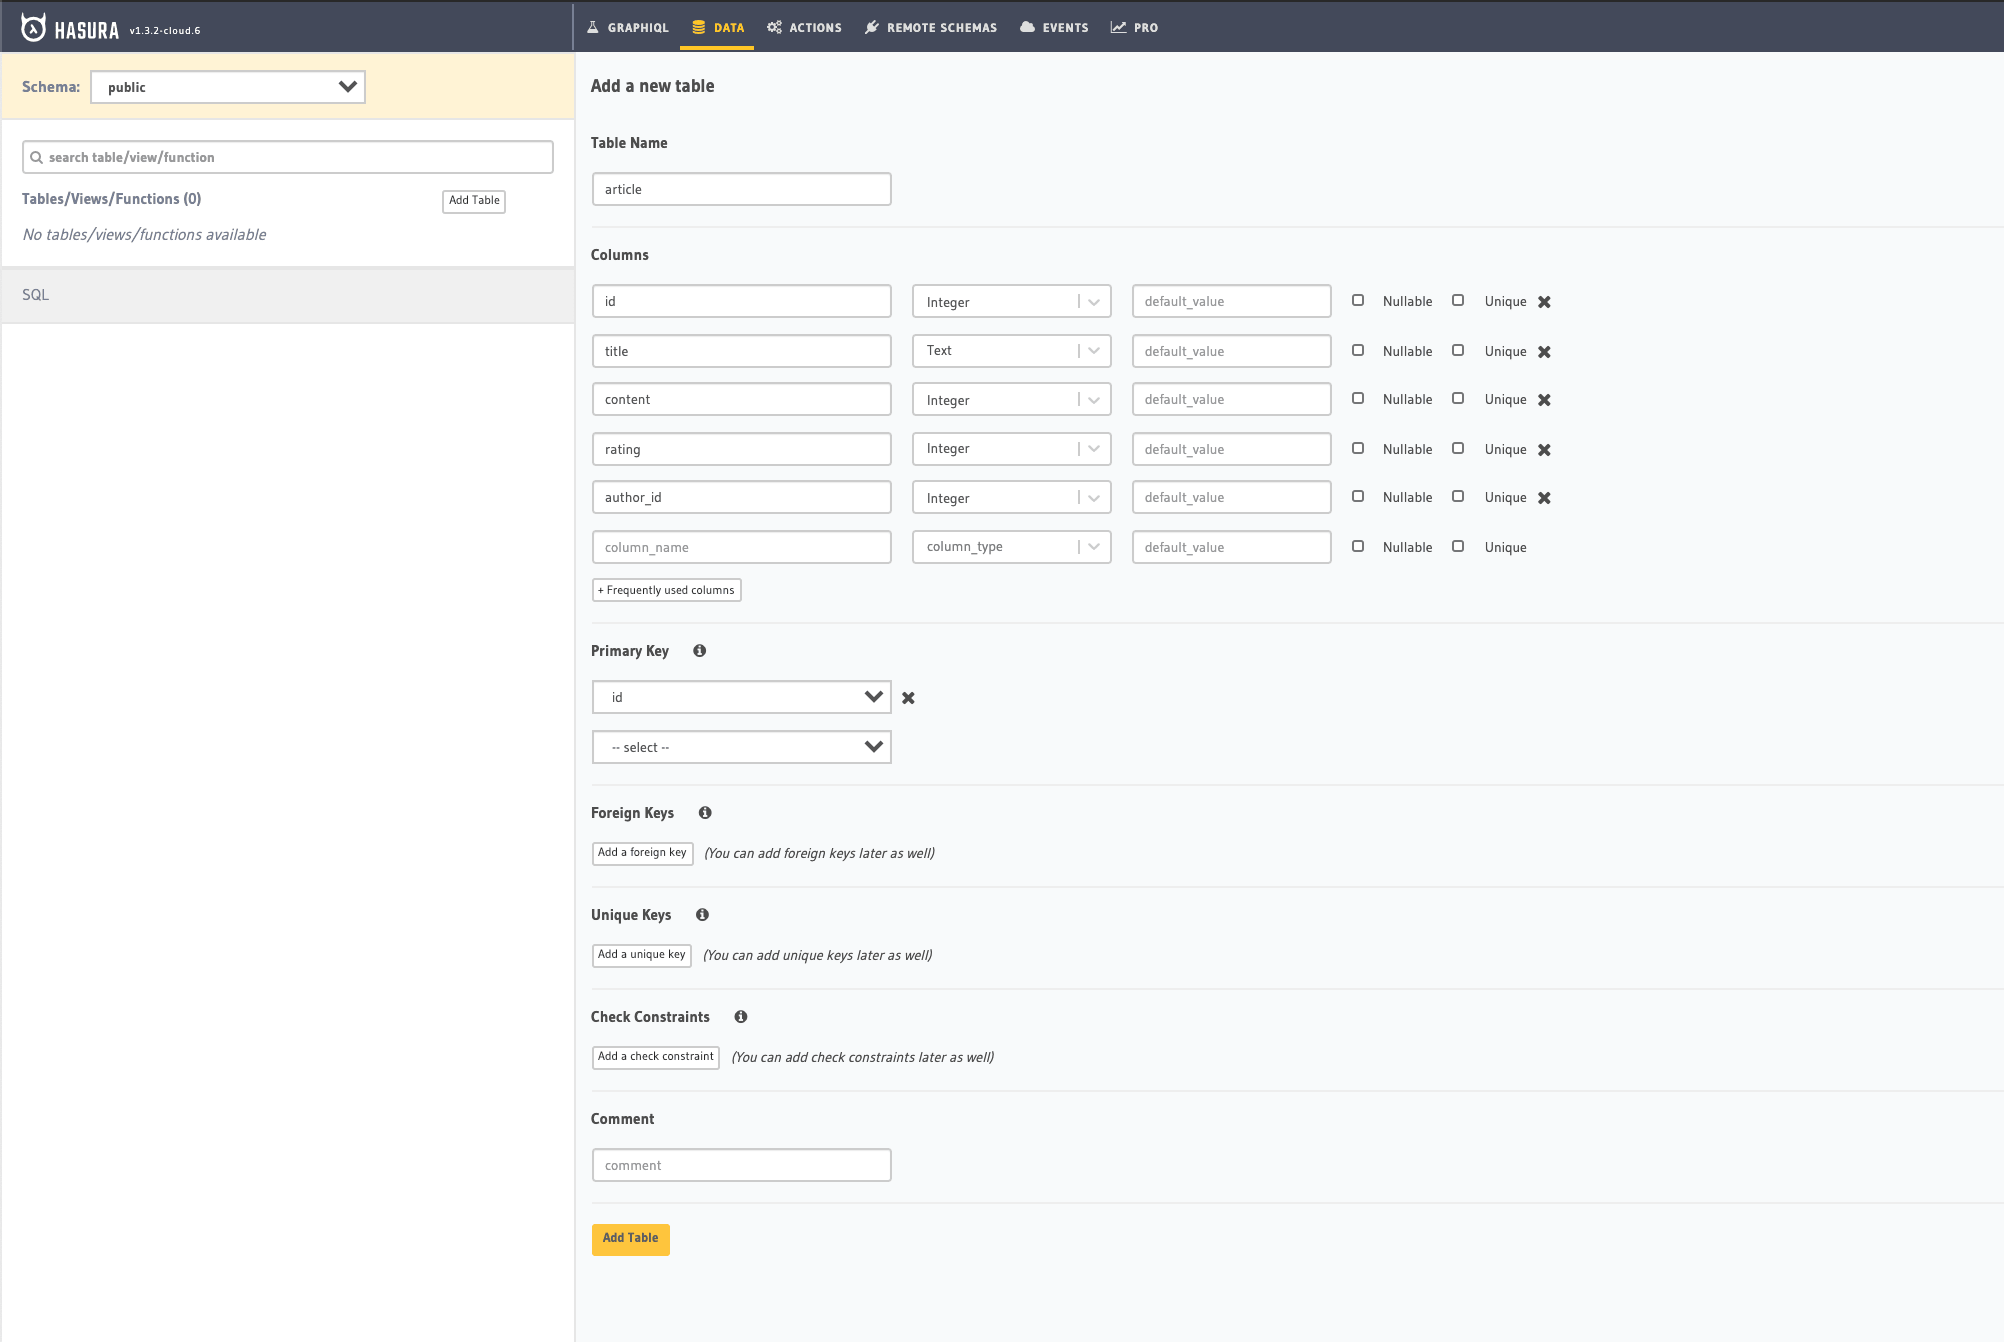 HASURA v1.3.2-cloud.6
GRAPHIQL DATA ACTIONS REMOTE SCHEMAS EVENTS PRO
Schema: public
search table/view/function
Tables/Views/Functions (0) Add Table
No tables/views/functions available
SQL
Add a new table
Table Name
article
Columns
id Integer default_value Nullable Unique
title Text default_value Nullable Unique
content Integer default_value Nullable Unique
rating Integer default_value Nullable Unique
author_id Integer default_value Nullable Unique
column_name column_type default_value Nullable Unique
+ Frequently used columns
Primary Key
id
-- select --
Foreign Keys
Add a foreign key (You can add foreign keys later as well)
Unique Keys
Add a unique key (You can add unique keys later as well)
Check Constraints
Add a check constraint (You can add check constraints later as well)
Comment
comment
Add Table